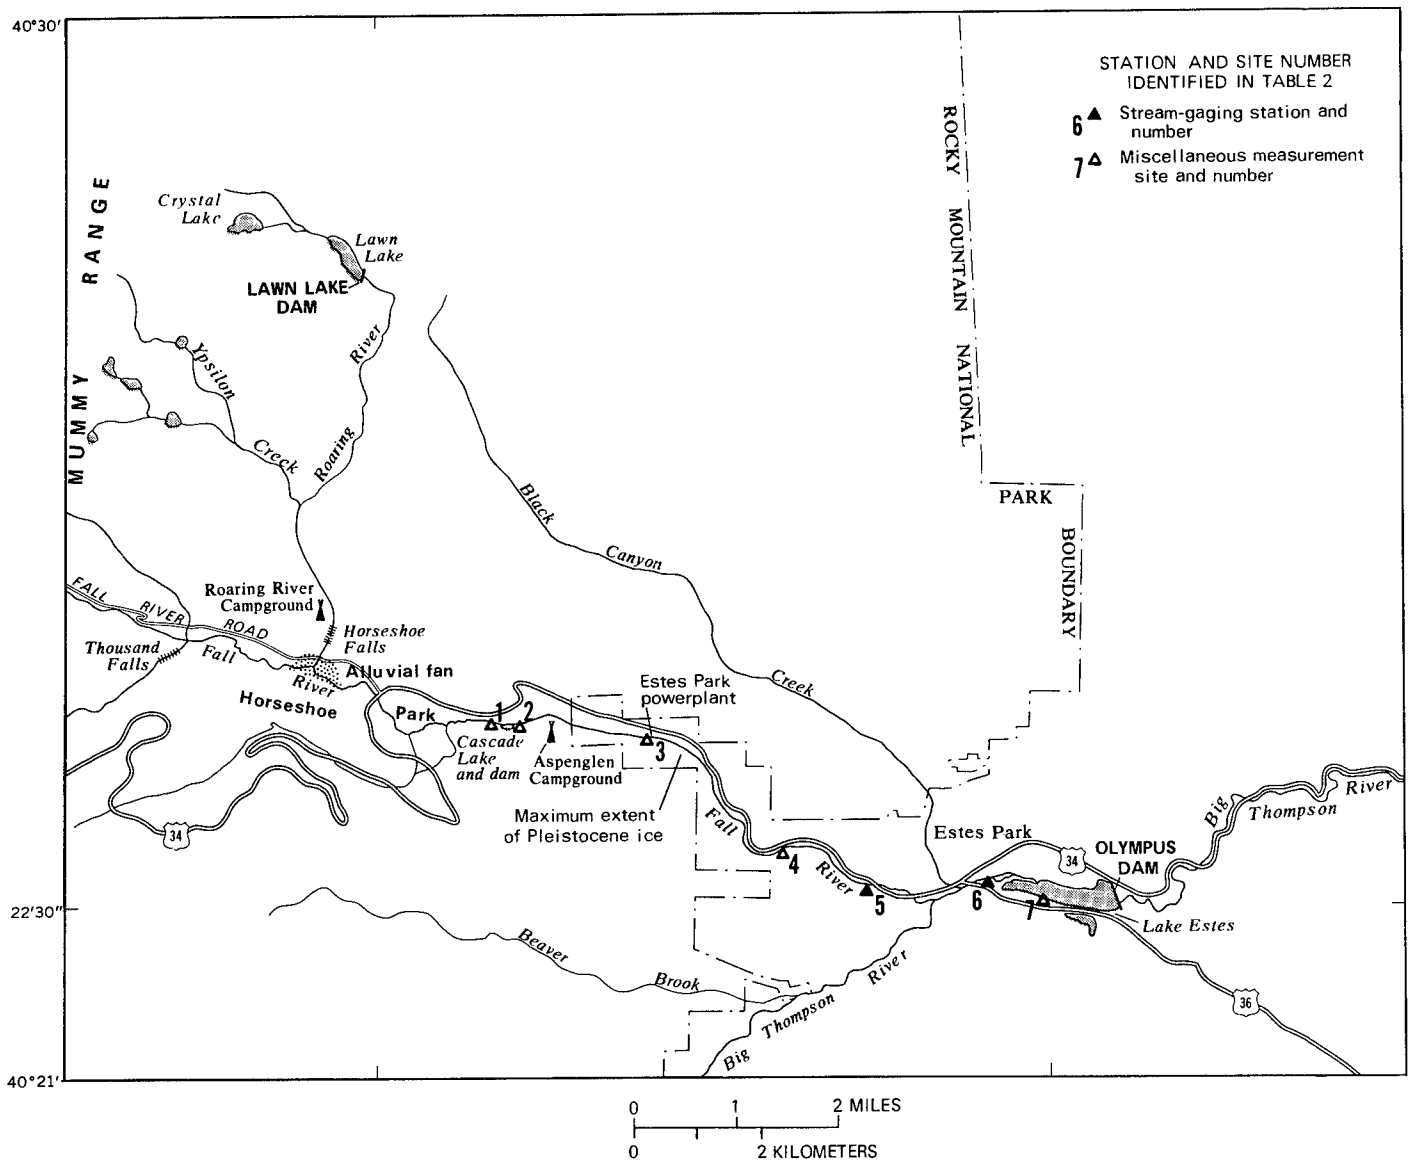 40°30'
STATION AND SITE NUMBER
IDENTIFIED IN TABLE 2
6 Stream-gaging station and
number
7 Miscellaneous measurement
site and number
ROCKY MOUNTAIN NATIONAL
PARK
BOUNDARY
MUMMY RANGE
Crystal
Lake
Lawn
Lake
LAWN LAKE
DAM
Roaring River
Ypsilon Creek
Black Canyon Creek
FALL RIVER ROAD
Roaring River
Campground
Horseshoe
Falls
Thousand
Falls
Fall River
Alluvial fan
Horseshoe Park
1
2
Cascade
Lake
and dam
Aspenglen
Campground
Estes Park
powerplant
3
Maximum extent
of Pleistocene ice
34
Fall River
4
5
Estes Park
34
OLYMPUS
DAM
Big Thompson River
6
7
Lake Estes
22'30"
Beaver Brook
Big Thompson River
36
40°21'
0 1 2 MILES
0 2 KILOMETERS